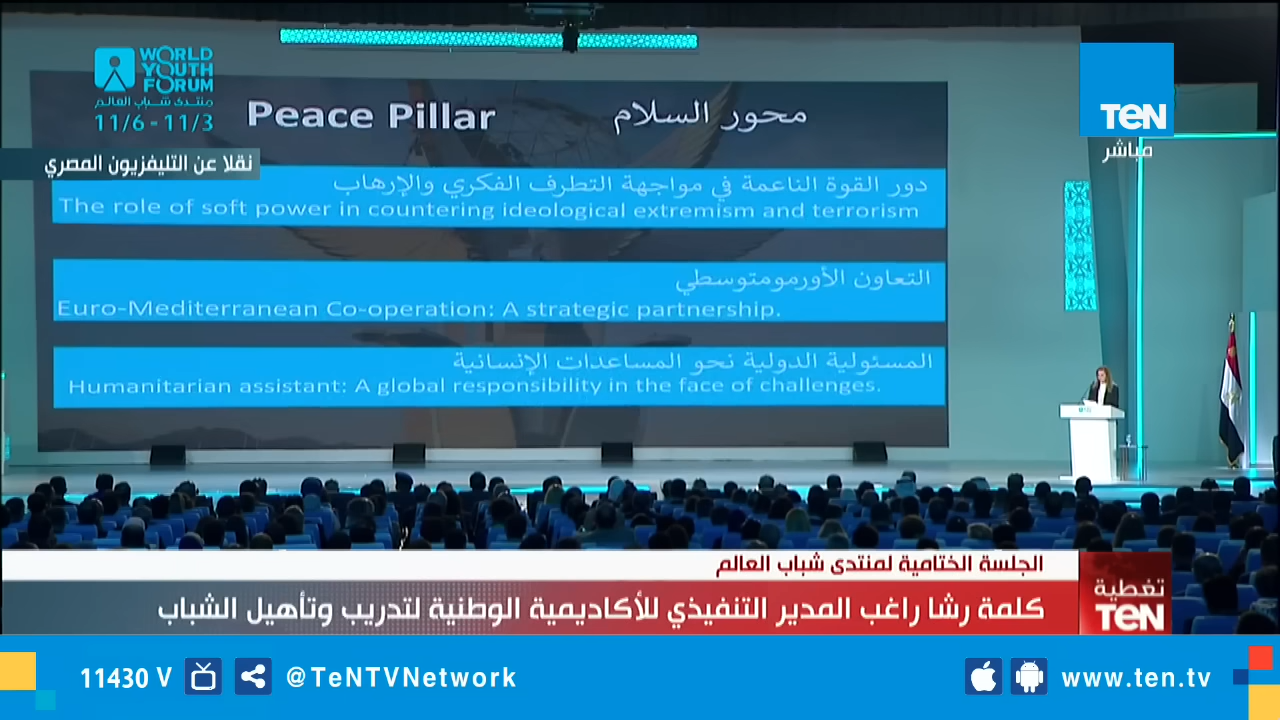 WORLD
YOUTH
FORUM
منتدى شباب العالم
11/6 - 11/3
TEN
مباشر
نقلا عن التليفزيون المصري
Peace Pillar محور السلام
دور القوة الناعمة في مواجهة التطرف الفكري والإرهاب
The role of soft power in countering ideological extremism and terrorism
التعاون الأورمومتوسطي
Euro-Mediterranean Co-operation: A strategic partnership.
المسئولية الدولية نحو المساعدات الإنسانية
Humanitarian assistant: A global responsibility in the face of challenges.
الجلسة الختامية لمنتدى شباب العالم
تغطية
TEN
كلمة رشا راغب المدير التنفيذي للأكاديمية الوطنية لتدريب وتأهيل الشباب
11430 V @TeNTVNetwork www.ten.tv